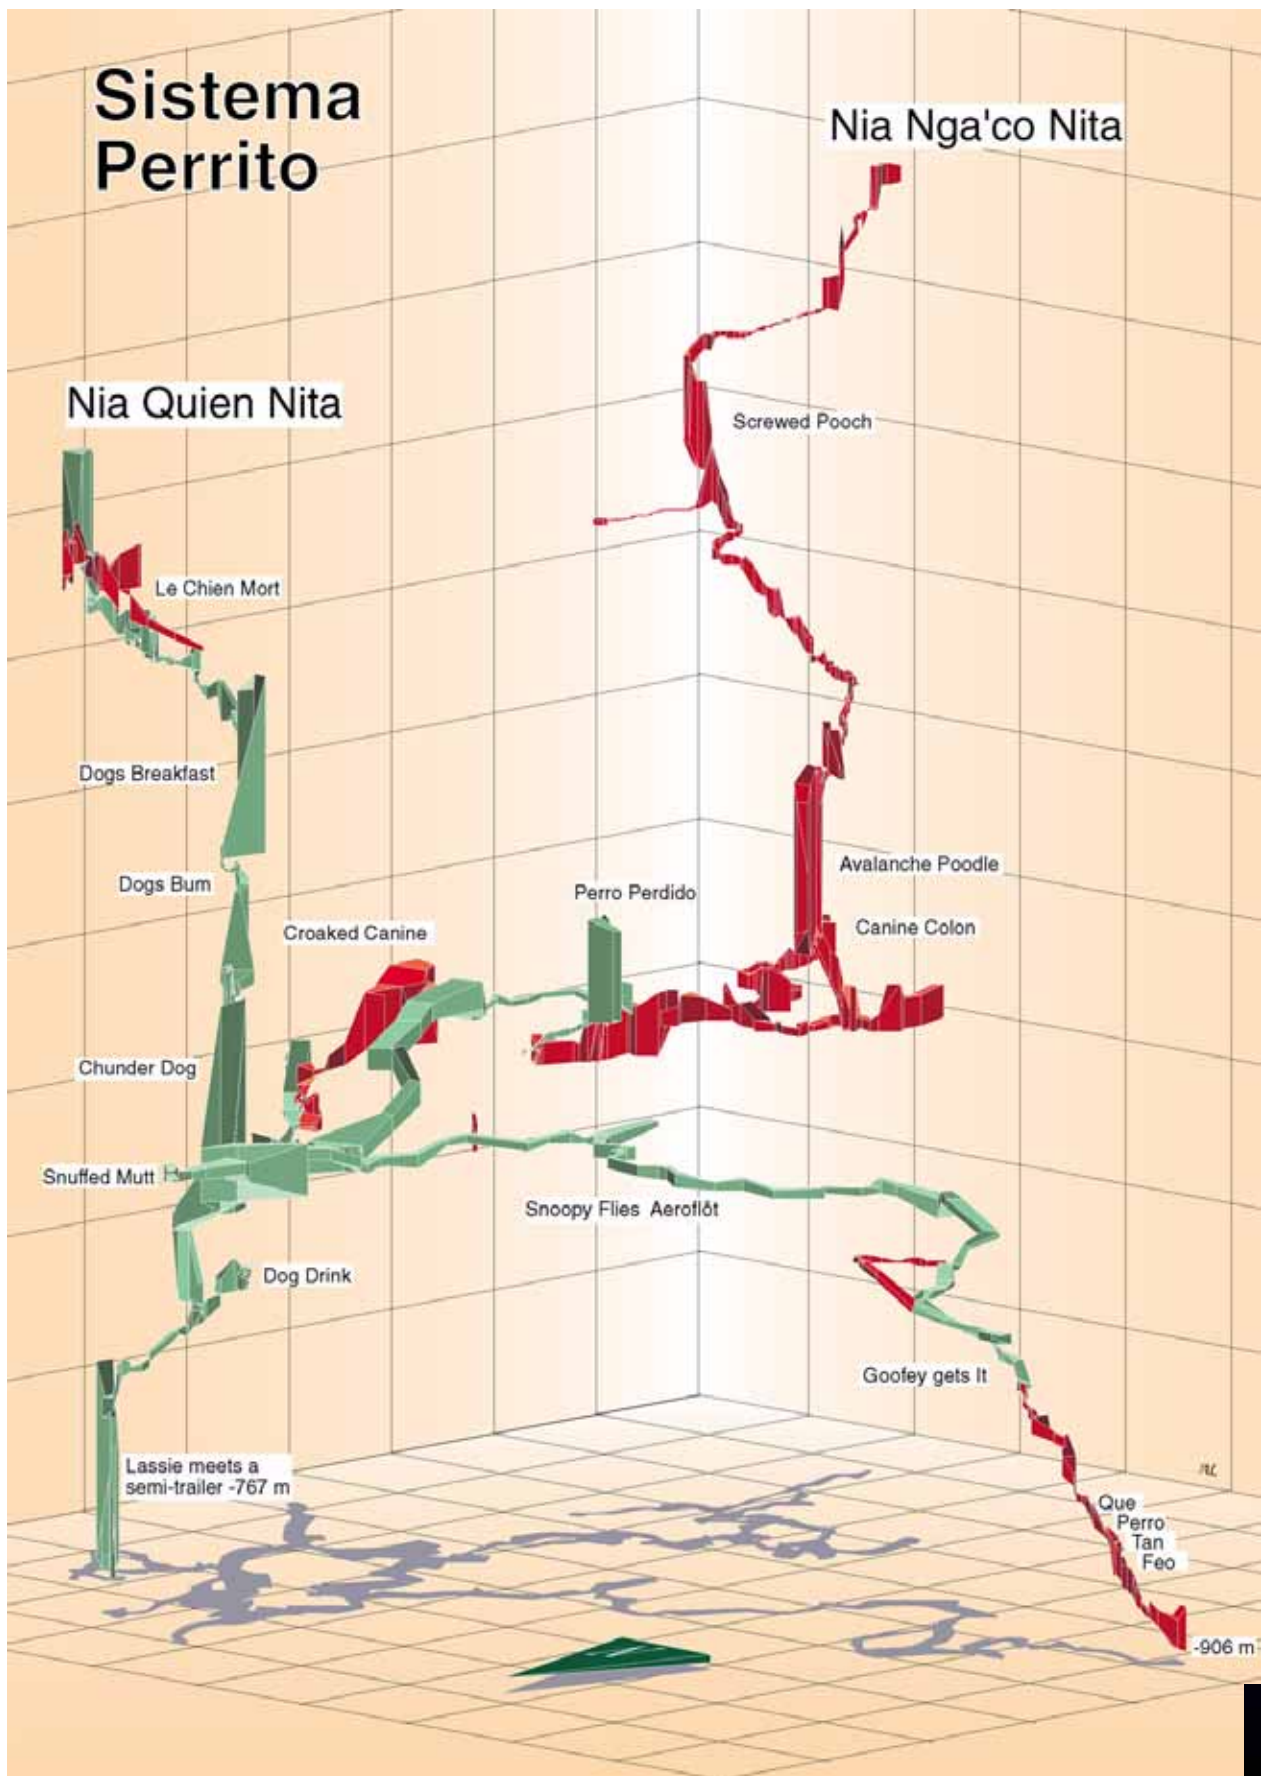 Sistema
Perrito
Nia Nga'co Nita
Nia Quien Nita
Screwed Pooch
Le Chien Mort
Dogs Breakfast
Dogs Bum
Avalanche Poodle
Perro Perdido
Canine Colon
Croaked Canine
Chunder Dog
Snuffed Mutt
Snoopy Flies Aeroflôt
Dog Drink
Goofey gets It
Lassie meets a
semi-trailer -767 m
Que
Perro
Tan
Feo
-906 m